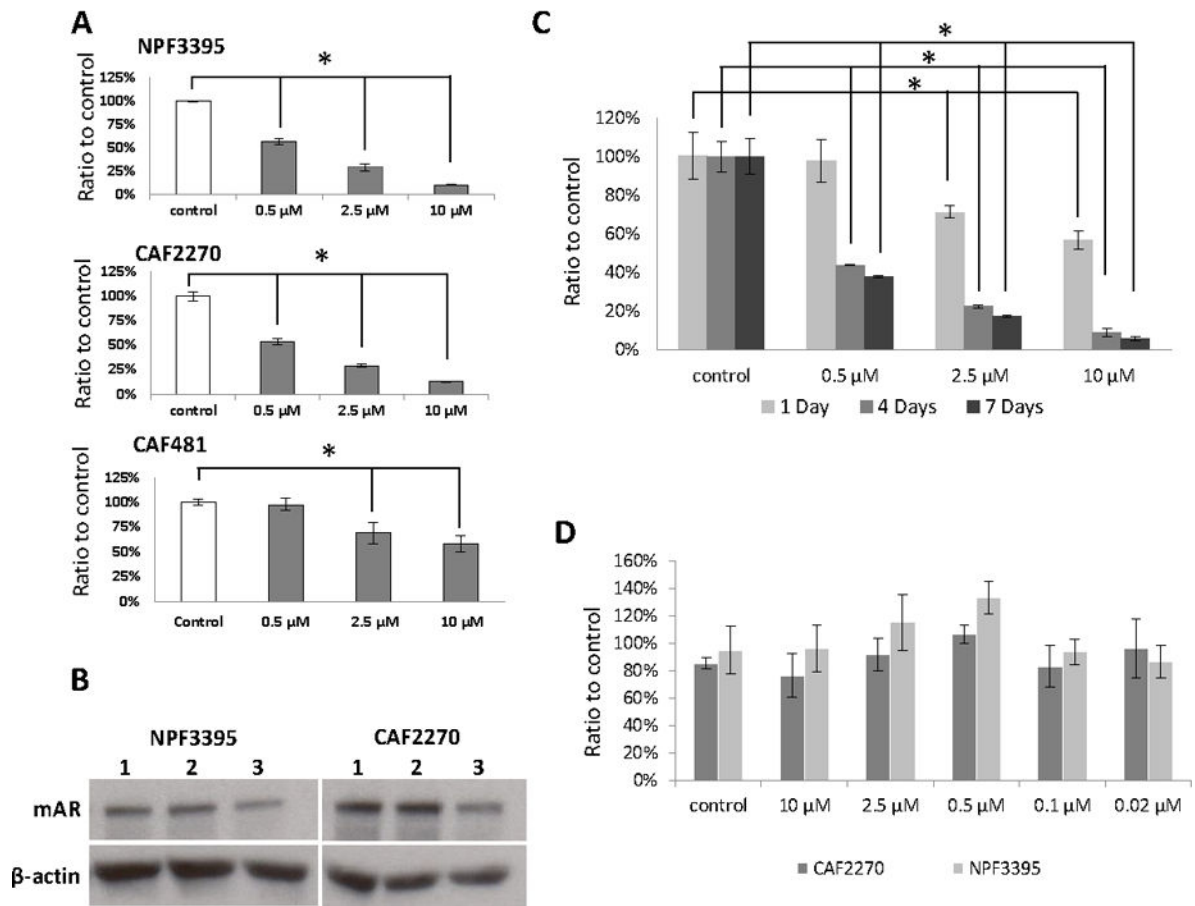 A
NPF3395
*
Ratio to control
125%
100%
75%
50%
25%
0%
control 0.5 µM 2.5 µM 10 µM
CAF2270
*
Ratio to control
125%
100%
75%
50%
25%
0%
control 0.5 µM 2.5 µM 10 µM
CAF481
*
Ratio to control
125%
100%
75%
50%
25%
0%
Control 0.5 µM 2.5 µM 10 µM
B
NPF3395 CAF2270
1 2 3 1 2 3
mAR
β-actin
C
*
*
*
Ratio to control
120%
100%
80%
60%
40%
20%
0%
control 0.5 µM 2.5 µM 10 µM
1 Day 4 Days 7 Days
D
Ratio to control
160%
140%
120%
100%
80%
60%
40%
20%
0%
control 10 µM 2.5 µM 0.5 µM 0.1 µM 0.02 µM
CAF2270 NPF3395